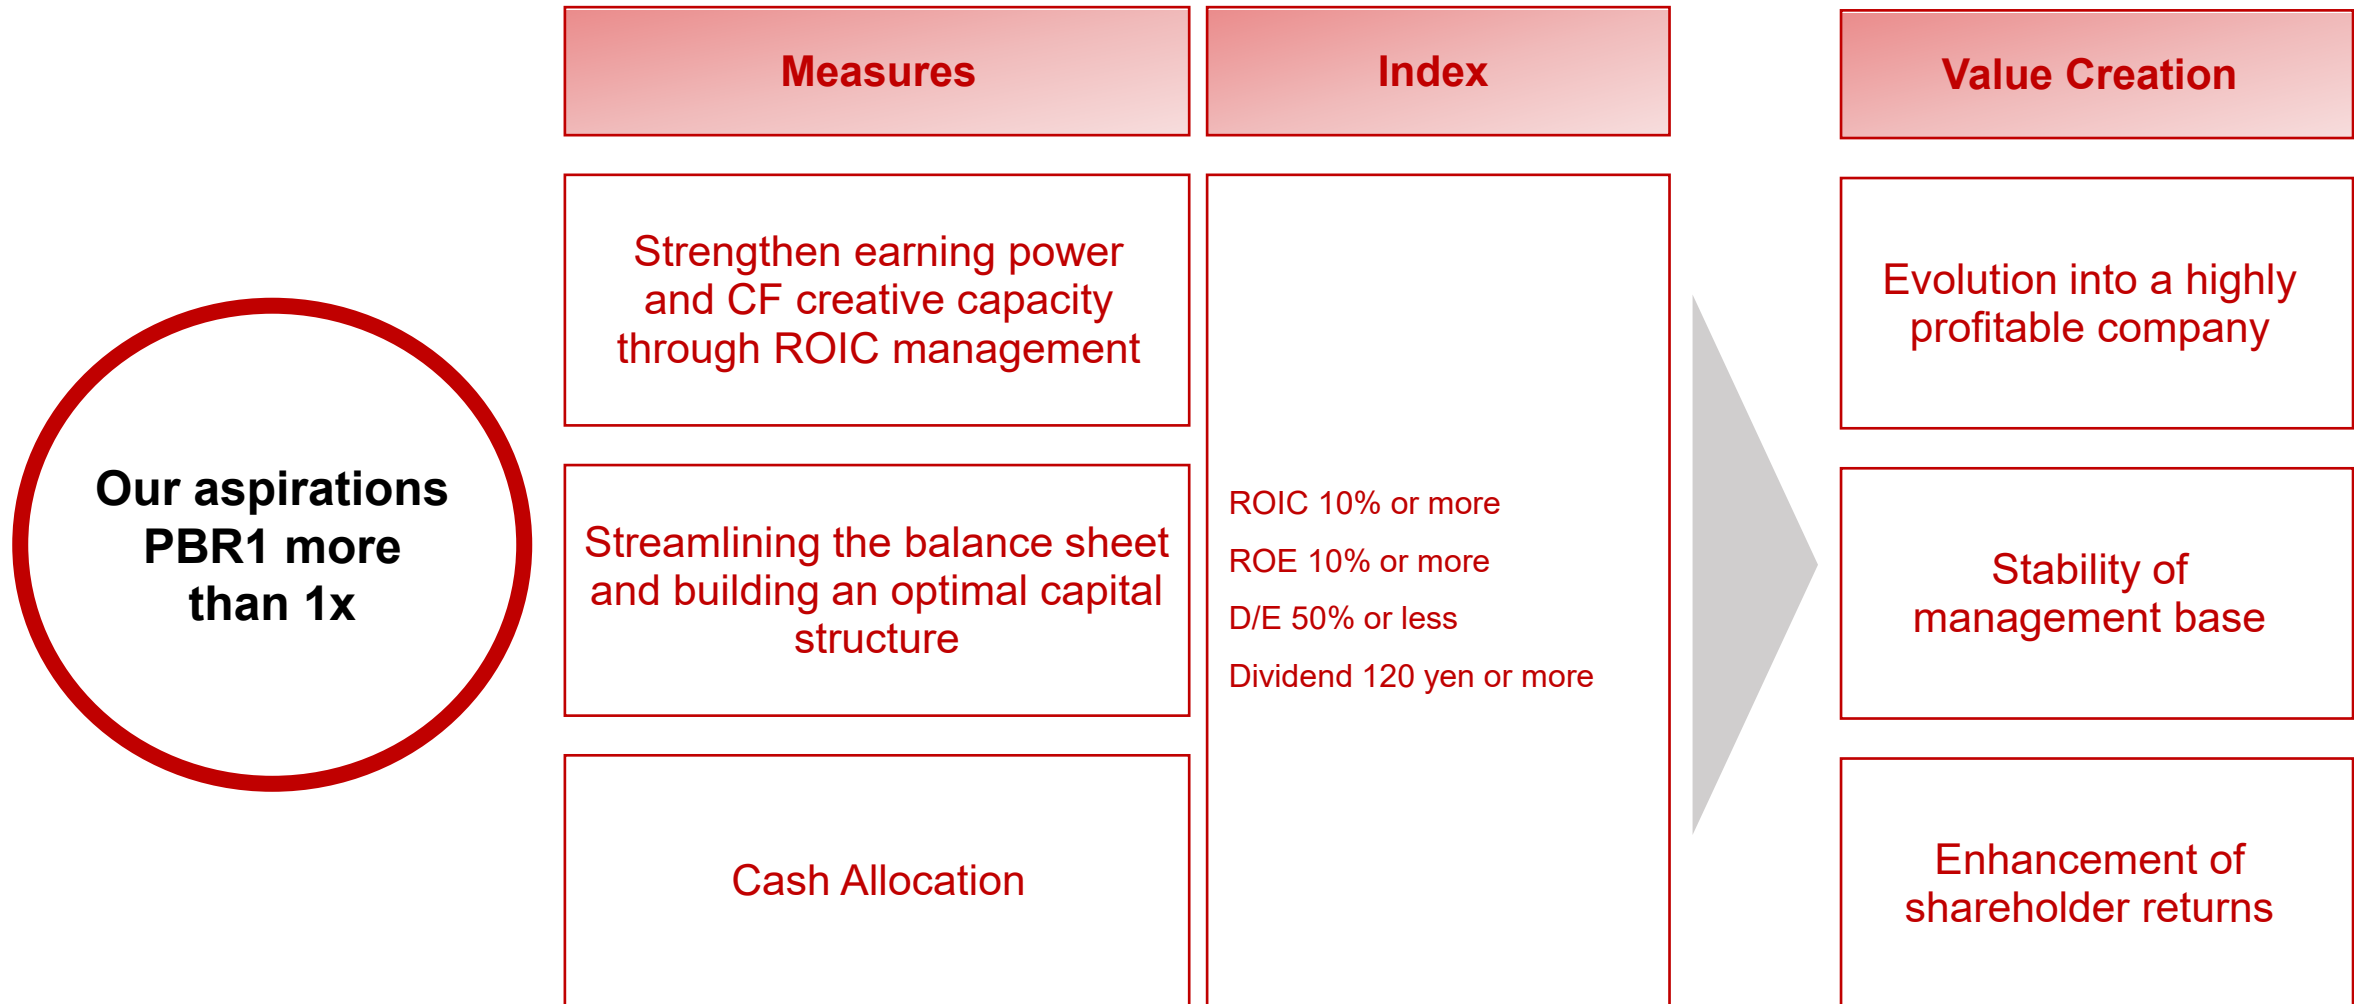 Measures
Index
Value Creation
Our aspirations
PBR1 more
than 1x
Strengthen earning power
and CF creative capacity
through ROIC management
Streamlining the balance sheet
and building an optimal capital
structure
Cash Allocation
ROIC 10% or more
ROE 10% or more
D/E 50% or less
Dividend 120 yen or more
Evolution into a highly
profitable company
Stability of
management base
Enhancement of
shareholder returns